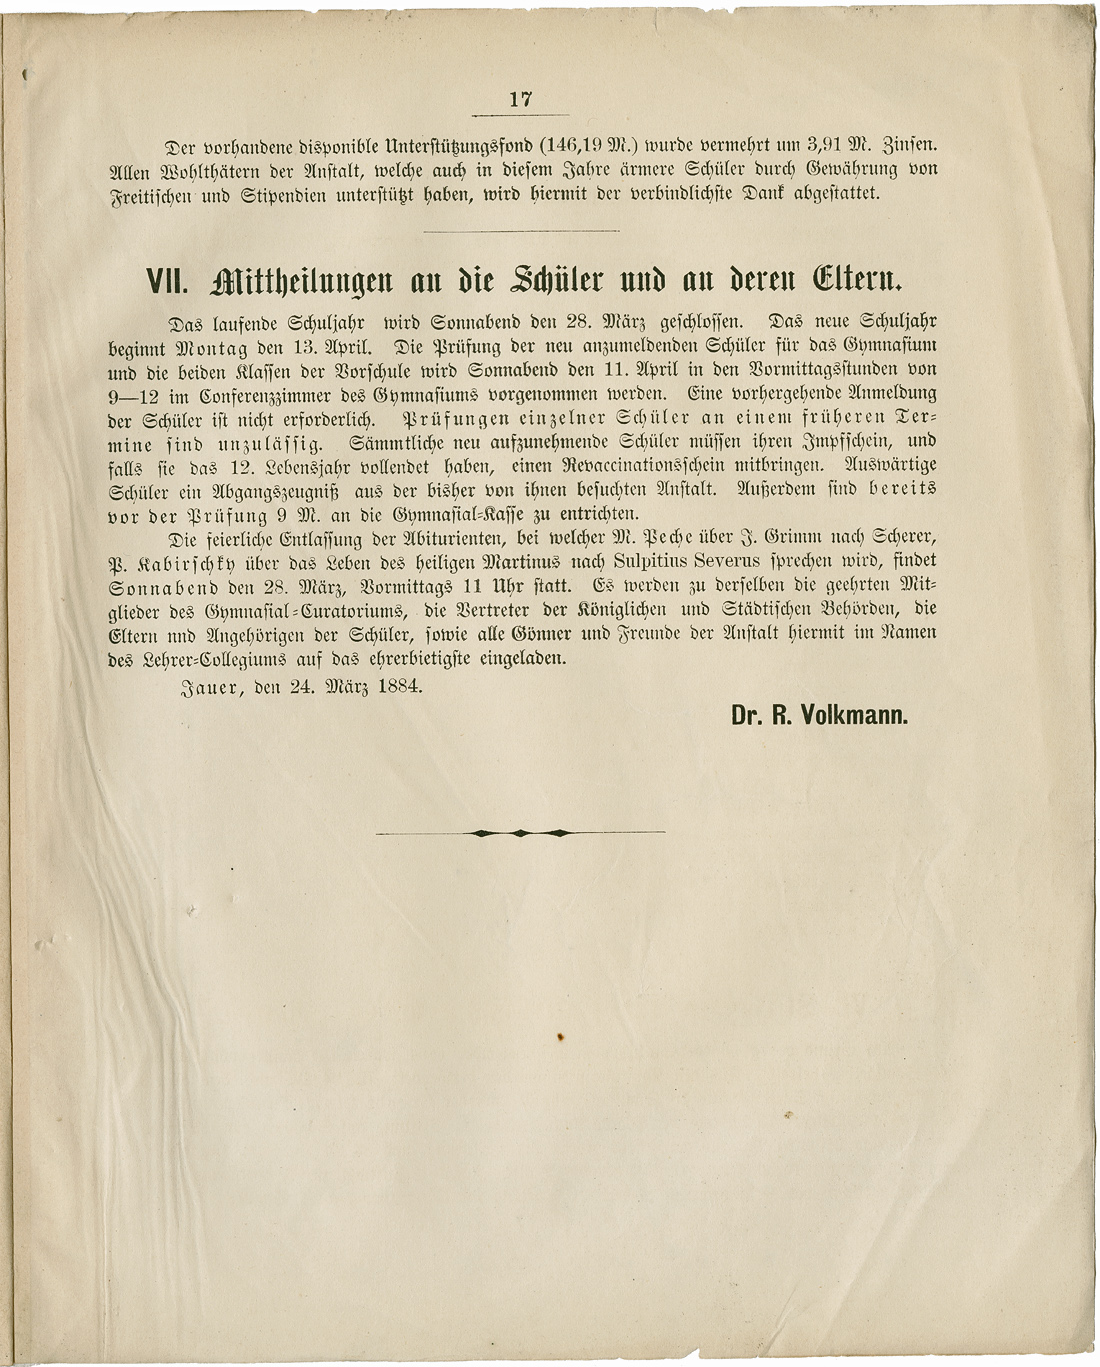 17
Der vorhandene disponible Unterstützungsfond (146,19 M.) wurde vermehrt um 3,91 M. Zinsen.
Allen Wohlthätern der Anstalt, welche auch in diesem Jahre ärmere Schüler durch Gewährung von
Freitischen und Stipendien unterstützt haben, wird hiermit der verbindlichste Dank abgestattet.
VII. Mittheilungen an die Schüler und an deren Eltern.
Das laufende Schuljahr wird Sonnabend den 28. März geschlossen. Das neue Schuljahr
beginnt Montag den 13. April. Die Prüfung der neu anzumeldenden Schüler für das Gymnasium
und die beiden Klassen der Vorschule wird Sonnabend den 11. April in den Vormittagsstunden von
9—12 im Conferenzzimmer des Gymnasiums vorgenommen werden. Eine vorhergehende Anmeldung
der Schüler ist nicht erforderlich. Prüfungen einzelner Schüler an einem früheren Ter-
mine sind unzulässig. Sämmtliche neu aufzunehmende Schüler müssen ihren Impfschein, und
falls sie das 12. Lebensjahr vollendet haben, einen Revaccinationsschein mitbringen. Auswärtige
Schüler ein Abgangszeugniß aus der bisher von ihnen besuchten Anstalt. Außerdem sind bereits
vor der Prüfung 9 M. an die Gymnasial-Kasse zu entrichten.
Die feierliche Entlassung der Abiturienten, bei welcher M. Peche über J. Grimm nach Scherer,
P. Kabirschky über das Leben des heiligen Martinus nach Sulpitius Severus sprechen wird, findet
Sonnabend den 28. März, Vormittags 11 Uhr statt. Es werden zu derselben die geehrten Mit-
glieder des Gymnasial-Curatoriums, die Vertreter der Königlichen und Städtischen Behörden, die
Eltern nnd Angehörigen der Schüler, sowie alle Gönner und Freunde der Anstalt hiermit im Namen
des Lehrer-Collegiums auf das ehrerbietigste eingeladen.
Jauer, den 24. März 1884.
Dr. R. Volkmann.